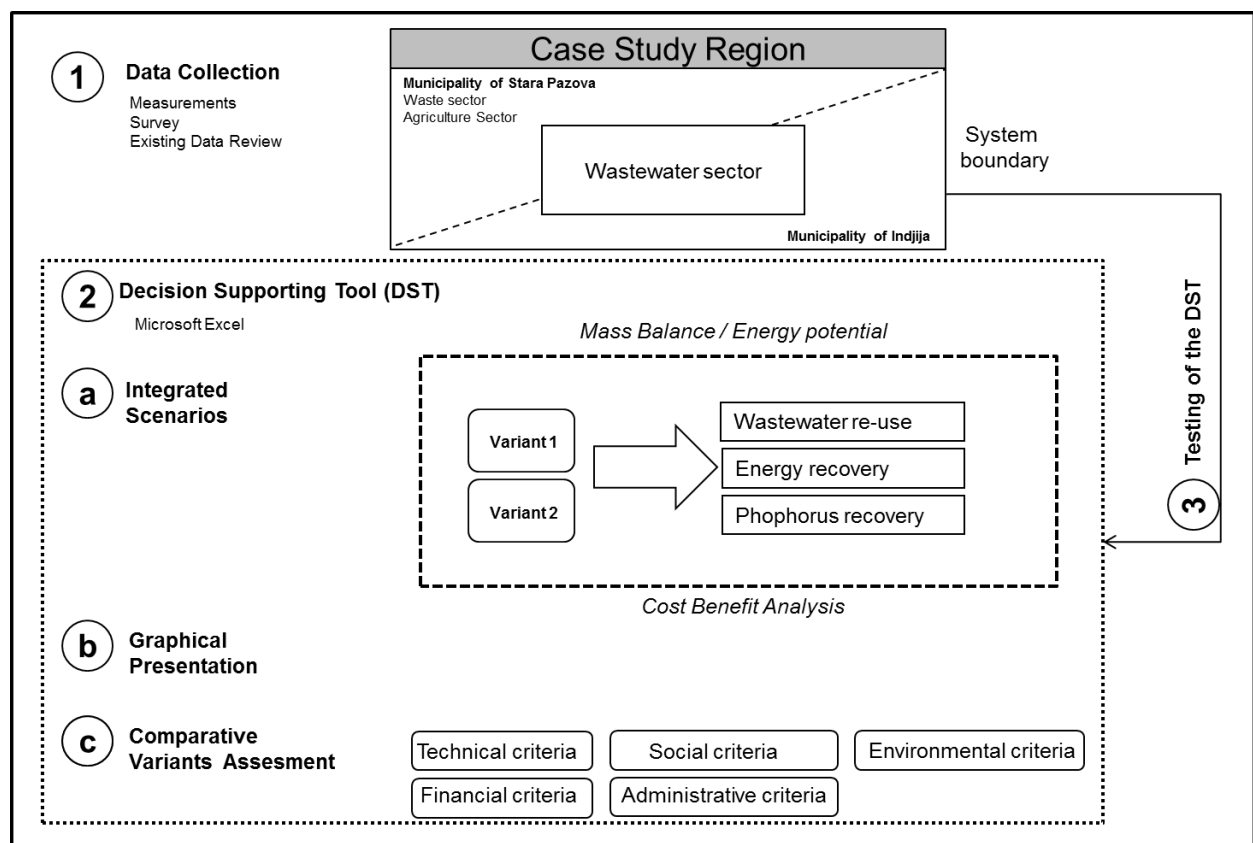 Case Study Region
1
Data Collection
Measurements
Survey
Existing Data Review
Municipality of Stara Pazova
Waste sector
Agriculture Sector
Wastewater sector
Municipality of Indjija
System
boundary
2
Decision Supporting Tool (DST)
Microsoft Excel
Mass Balance / Energy potential
a
Integrated
Scenarios
Variant 1
Variant 2
Wastewater re-use
Energy recovery
Phophorus recovery
Cost Benefit Analysis
3
Testing of the DST
b
Graphical
Presentation
c
Comparative
Variants Assesment
Technical criteria
Social criteria
Environmental criteria
Financial criteria
Administrative criteria